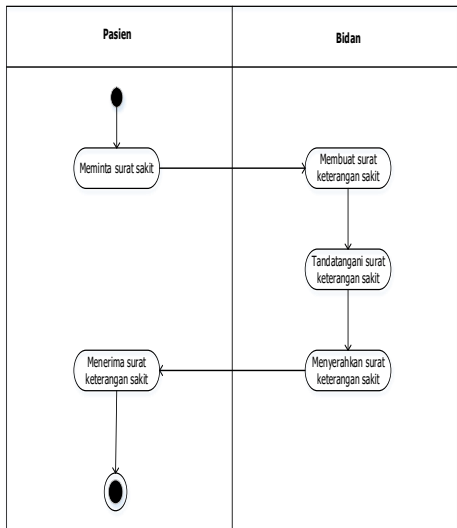 Pasien
Bidan
Meminta surat sakit
Membuat surat
keterangan sakit
Tandatangani surat
keterangan sakit
Menyerahkan surat
keterangan sakit
Menerima surat
keterangan sakit